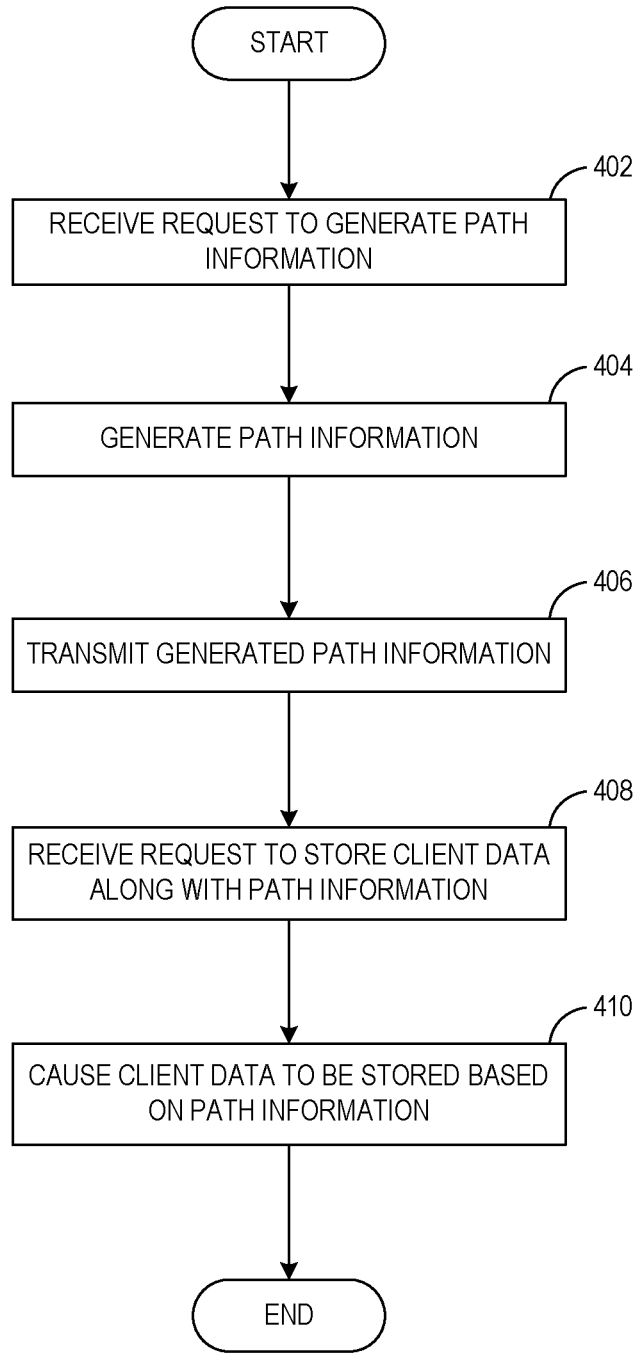 START
402
RECEIVE REQUEST TO GENERATE PATH
INFORMATION
404
GENERATE PATH INFORMATION
406
TRANSMIT GENERATED PATH INFORMATION
408
RECEIVE REQUEST TO STORE CLIENT DATA
ALONG WITH PATH INFORMATION
410
CAUSE CLIENT DATA TO BE STORED BASED
ON PATH INFORMATION
END